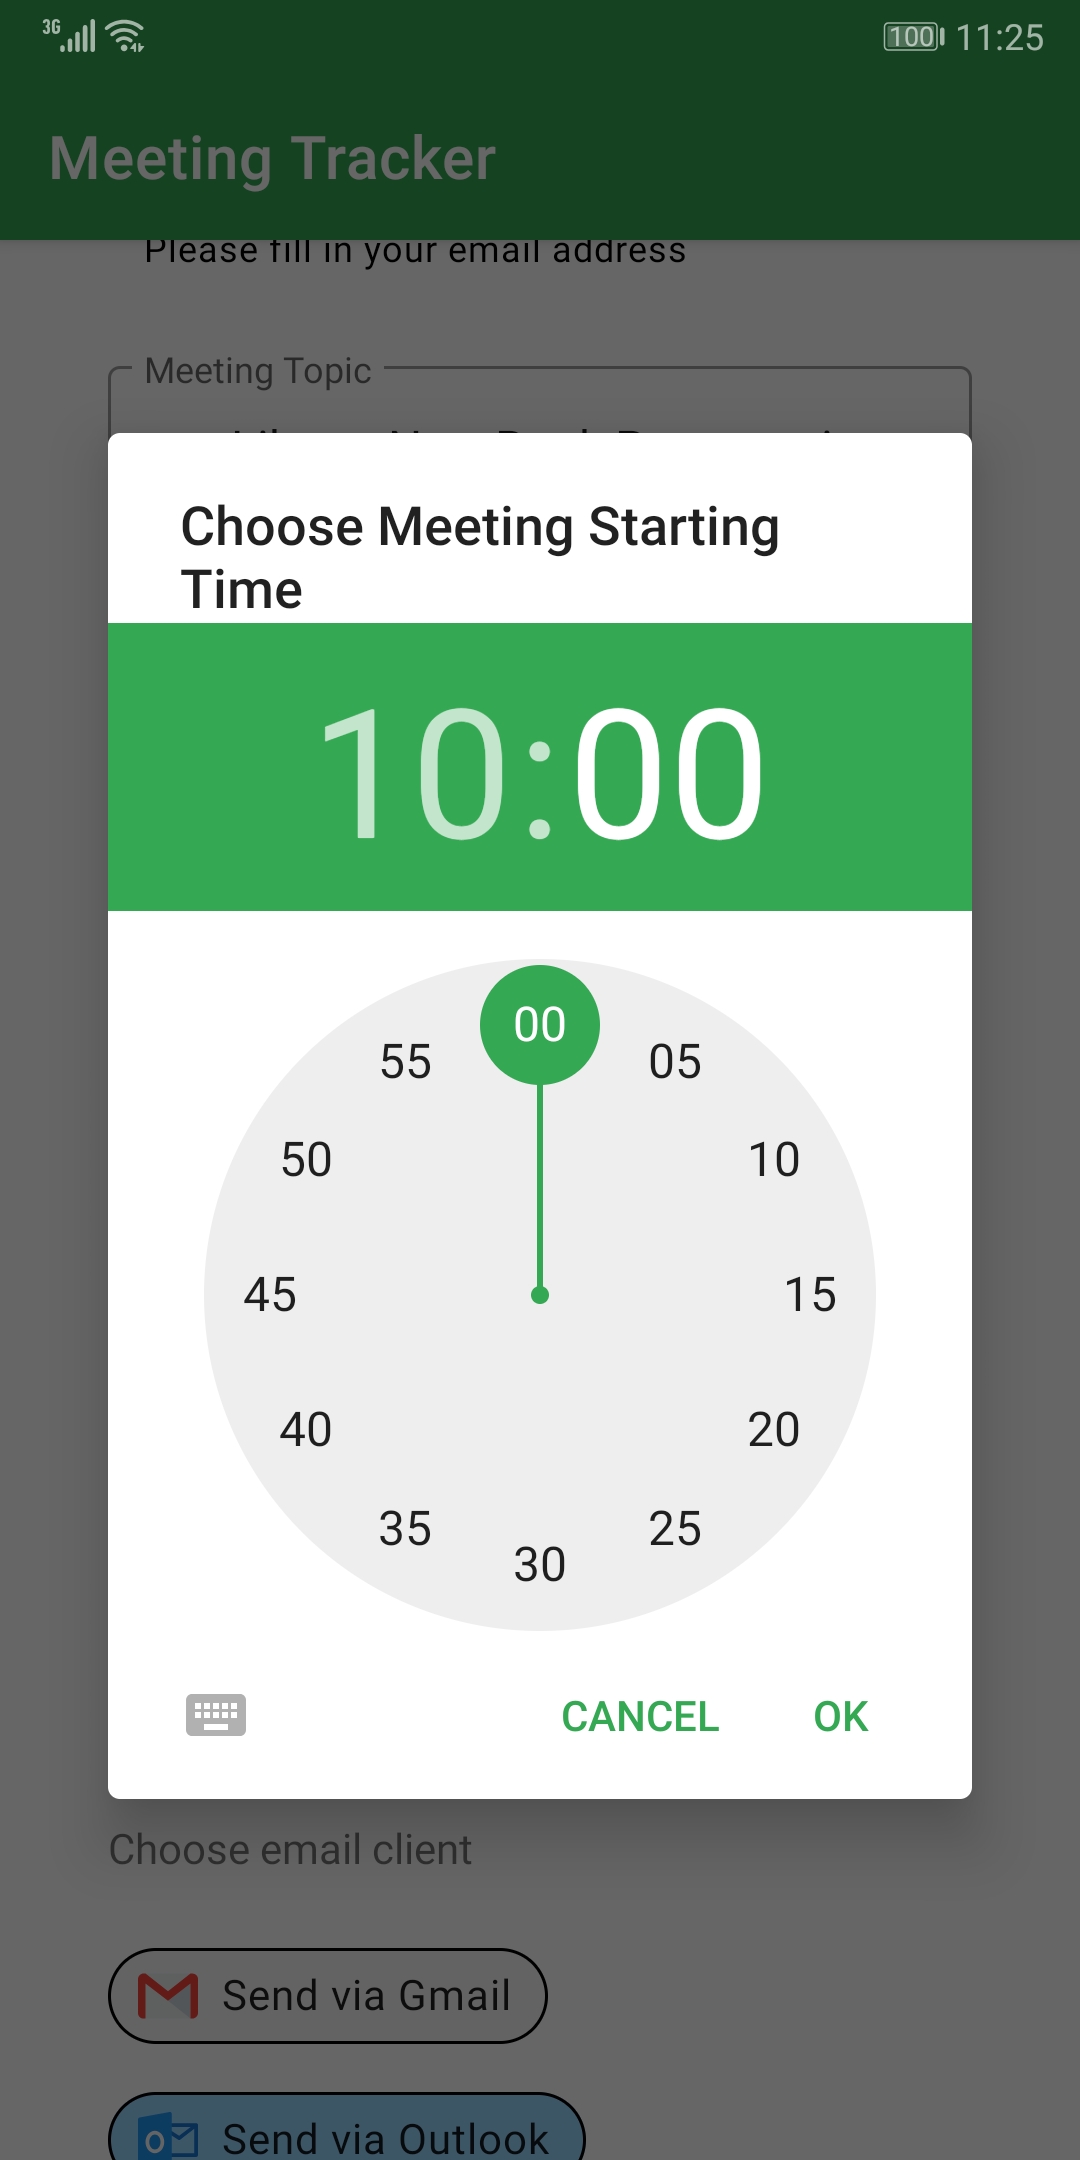 3G 100 11:25
Meeting Tracker
Please fill in your email address
Meeting Topic
Choose Meeting Starting
Time
10:00
00
55 05
50 10
45 15
40 20
35 25
30
CANCEL OK
Choose email client
Send via Gmail
Send via Outlook